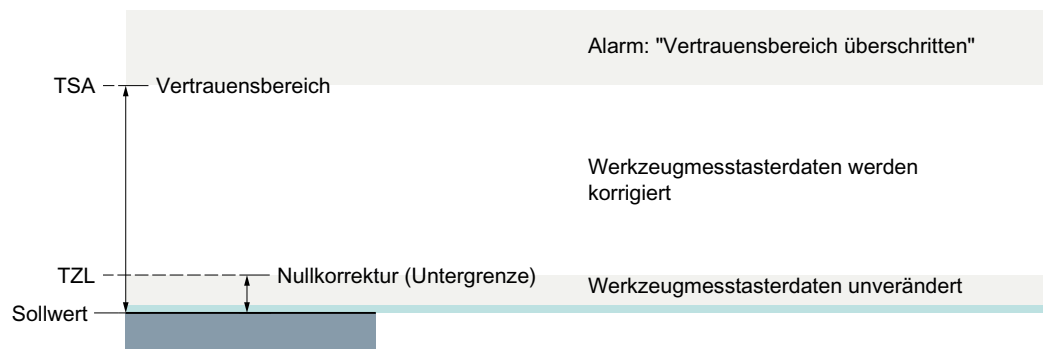 Alarm: "Vertrauensbereich überschritten"
TSA
Vertrauensbereich
Werkzeugmesstasterdaten werden
korrigiert
TZL
Nullkorrektur (Untergrenze)
Werkzeugmesstasterdaten unverändert
Sollwert